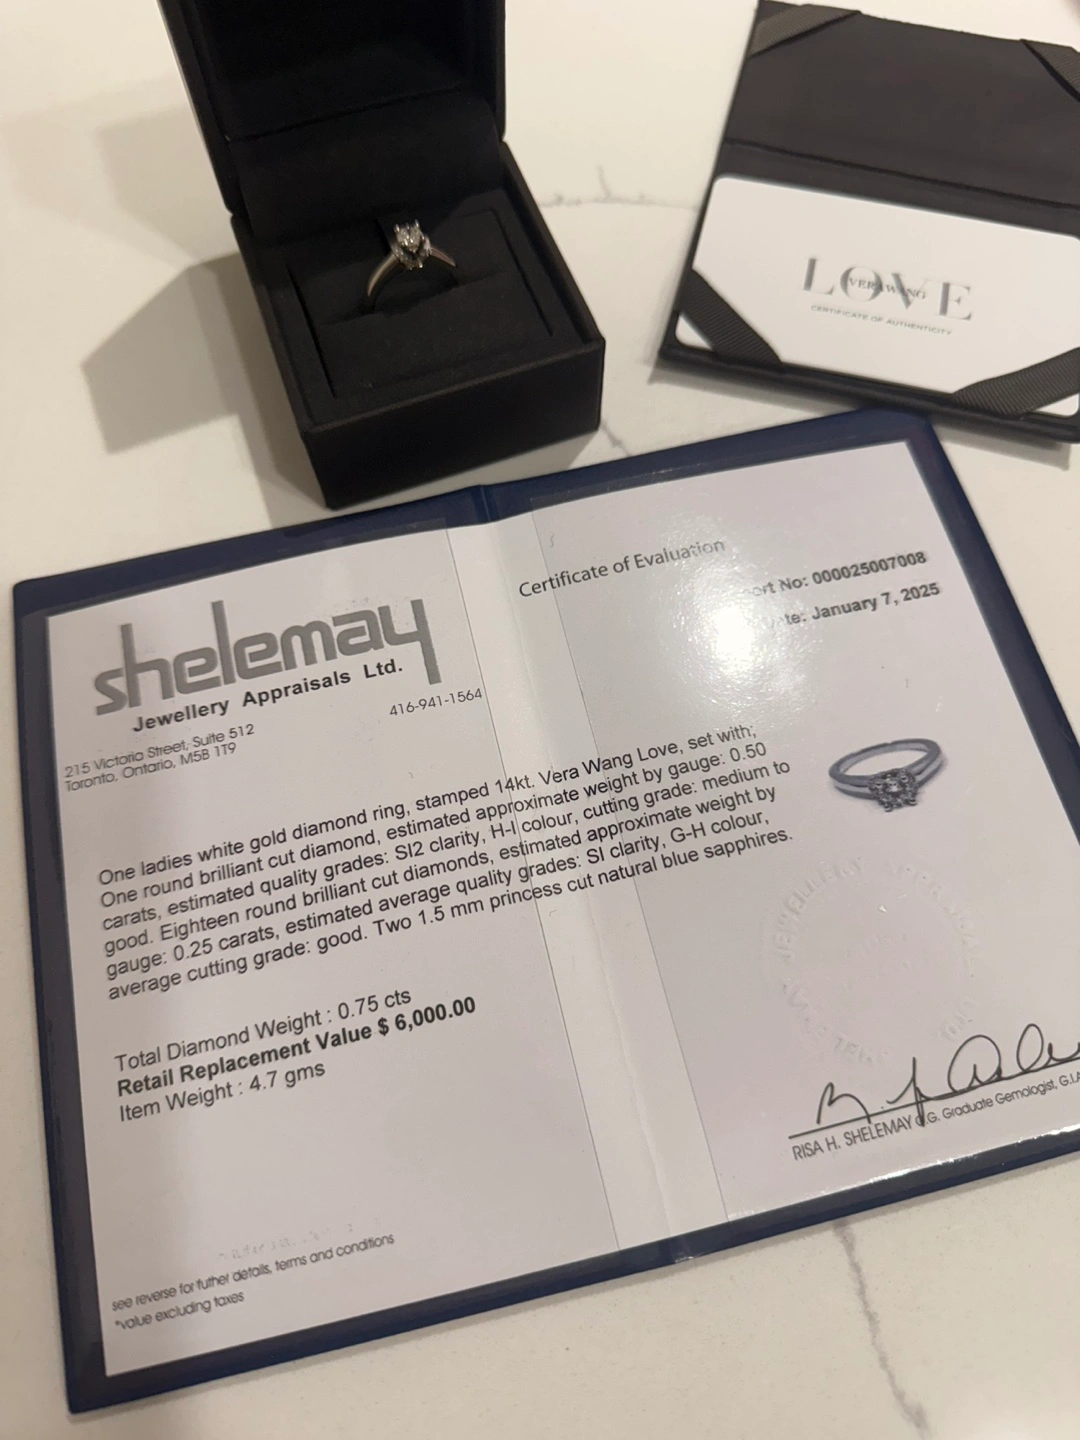 LOVE
VERA WANG
CERTIFICATE OF AUTHENTICITY
shelemay
Jewellery Appraisals Ltd.
215 Victoria Street, Suite 512
Toronto, Ontario, M5B 1T9
416-941-1564
Certificate of Evaluation
ort No: 000025007008
te: January 7, 2025
One ladies white gold diamond ring, stamped 14kt. Vera Wang Love, set with;
One round brilliant cut diamond, estimated approximate weight by gauge: 0.50
carats, estimated quality grades: SI2 clarity, H-I colour, cutting grade: medium to
good. Eighteen round brilliant cut diamonds, estimated approximate weight by
gauge: 0.25 carats, estimated average quality grades: SI clarity, G-H colour,
average cutting grade: good. Two 1.5 mm princess cut natural blue sapphires.
Total Diamond Weight : 0.75 cts
Retail Replacement Value $ 6,000.00
Item Weight : 4.7 gms
RISA H. SHELEMAY G.G. Graduate Gemologist, G.I.A
see reverse for futher details, terms and conditions
*value excluding taxes